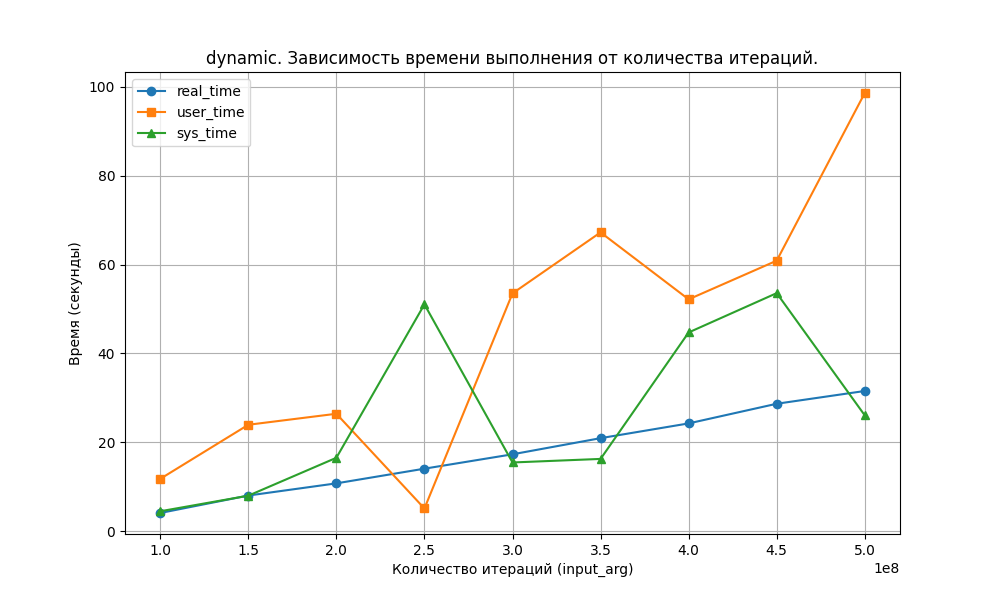 dynamic. Зависимость времени выполнения от количества итераций.
real_time
user_time
sys_time
100
80
60
40
20
0
Время (секунды)
1.0 1.5 2.0 2.5 3.0 3.5 4.0 4.5 5.0
1e8
Количество итераций (input_arg)